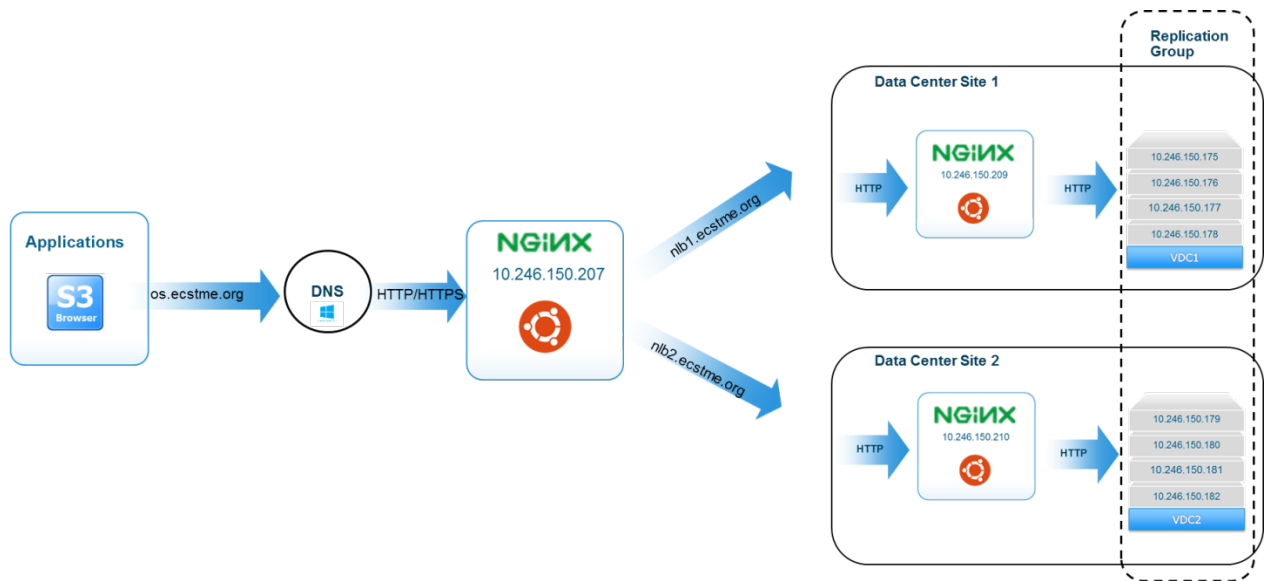 Replication
Group
Data Center Site 1
NGINX
10.246.150.209
HTTP
HTTP
10.246.150.175
10.246.150.176
10.246.150.177
10.246.150.178
VDC1
Applications
S3
Browser
os.ecstme.org
DNS
HTTP/HTTPS
NGINX
10.246.150.207
nlb1.ecstme.org
nlb2.ecstme.org
Data Center Site 2
NGINX
10.246.150.210
HTTP
HTTP
10.246.150.179
10.246.150.180
10.246.150.181
10.246.150.182
VDC2